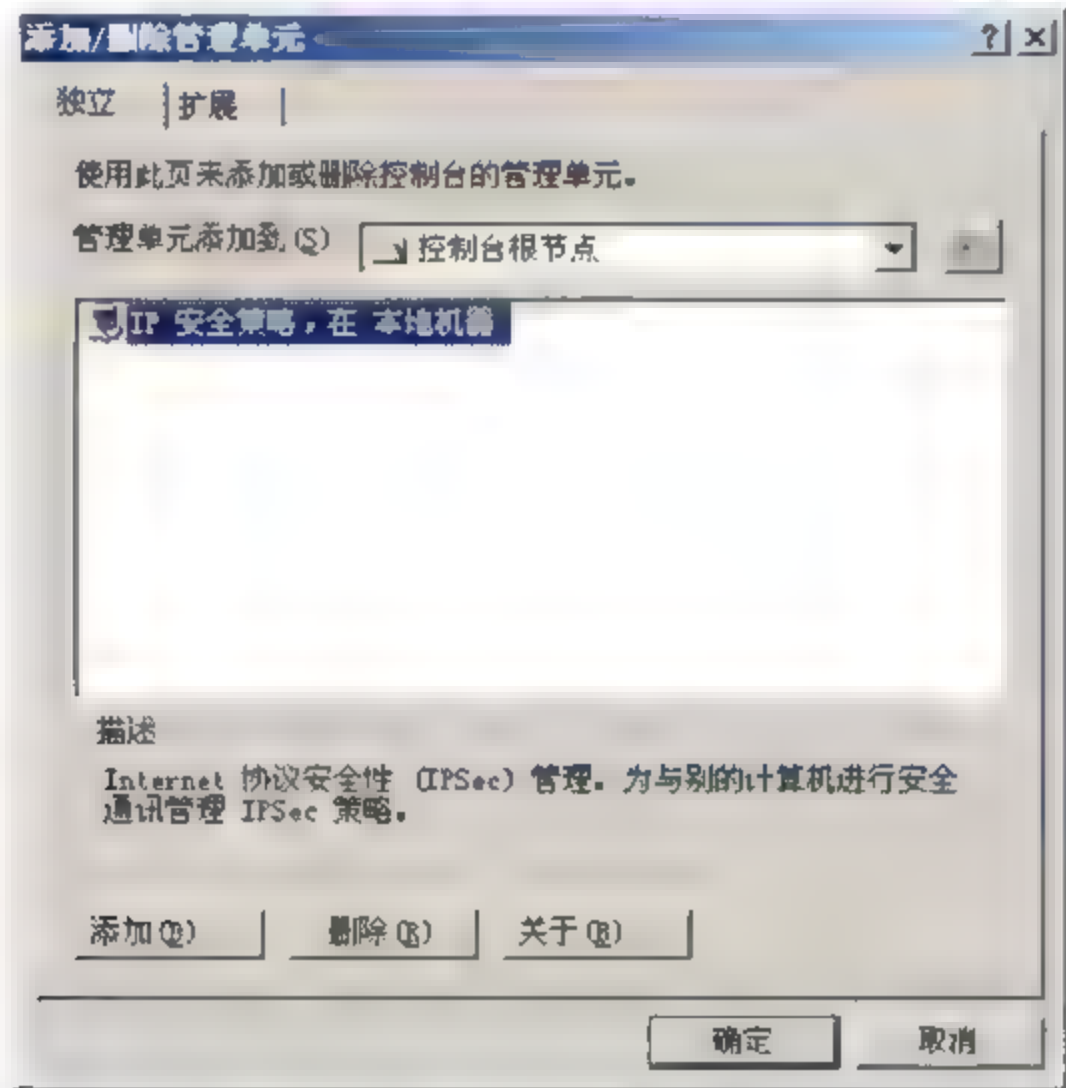 添加/删除管理单元
独立 扩展
使用此页来添加或删除控制台的管理单元。
管理单元添加到(S) 控制台根节点
IP 安全策略，在 本地机器
描述
Internet 协议安全性 (IPSec) 管理。为与别的计算机进行安全
通讯管理 IPSec 策略。
添加(D) 删除(R) 关于(B)
确定 取消